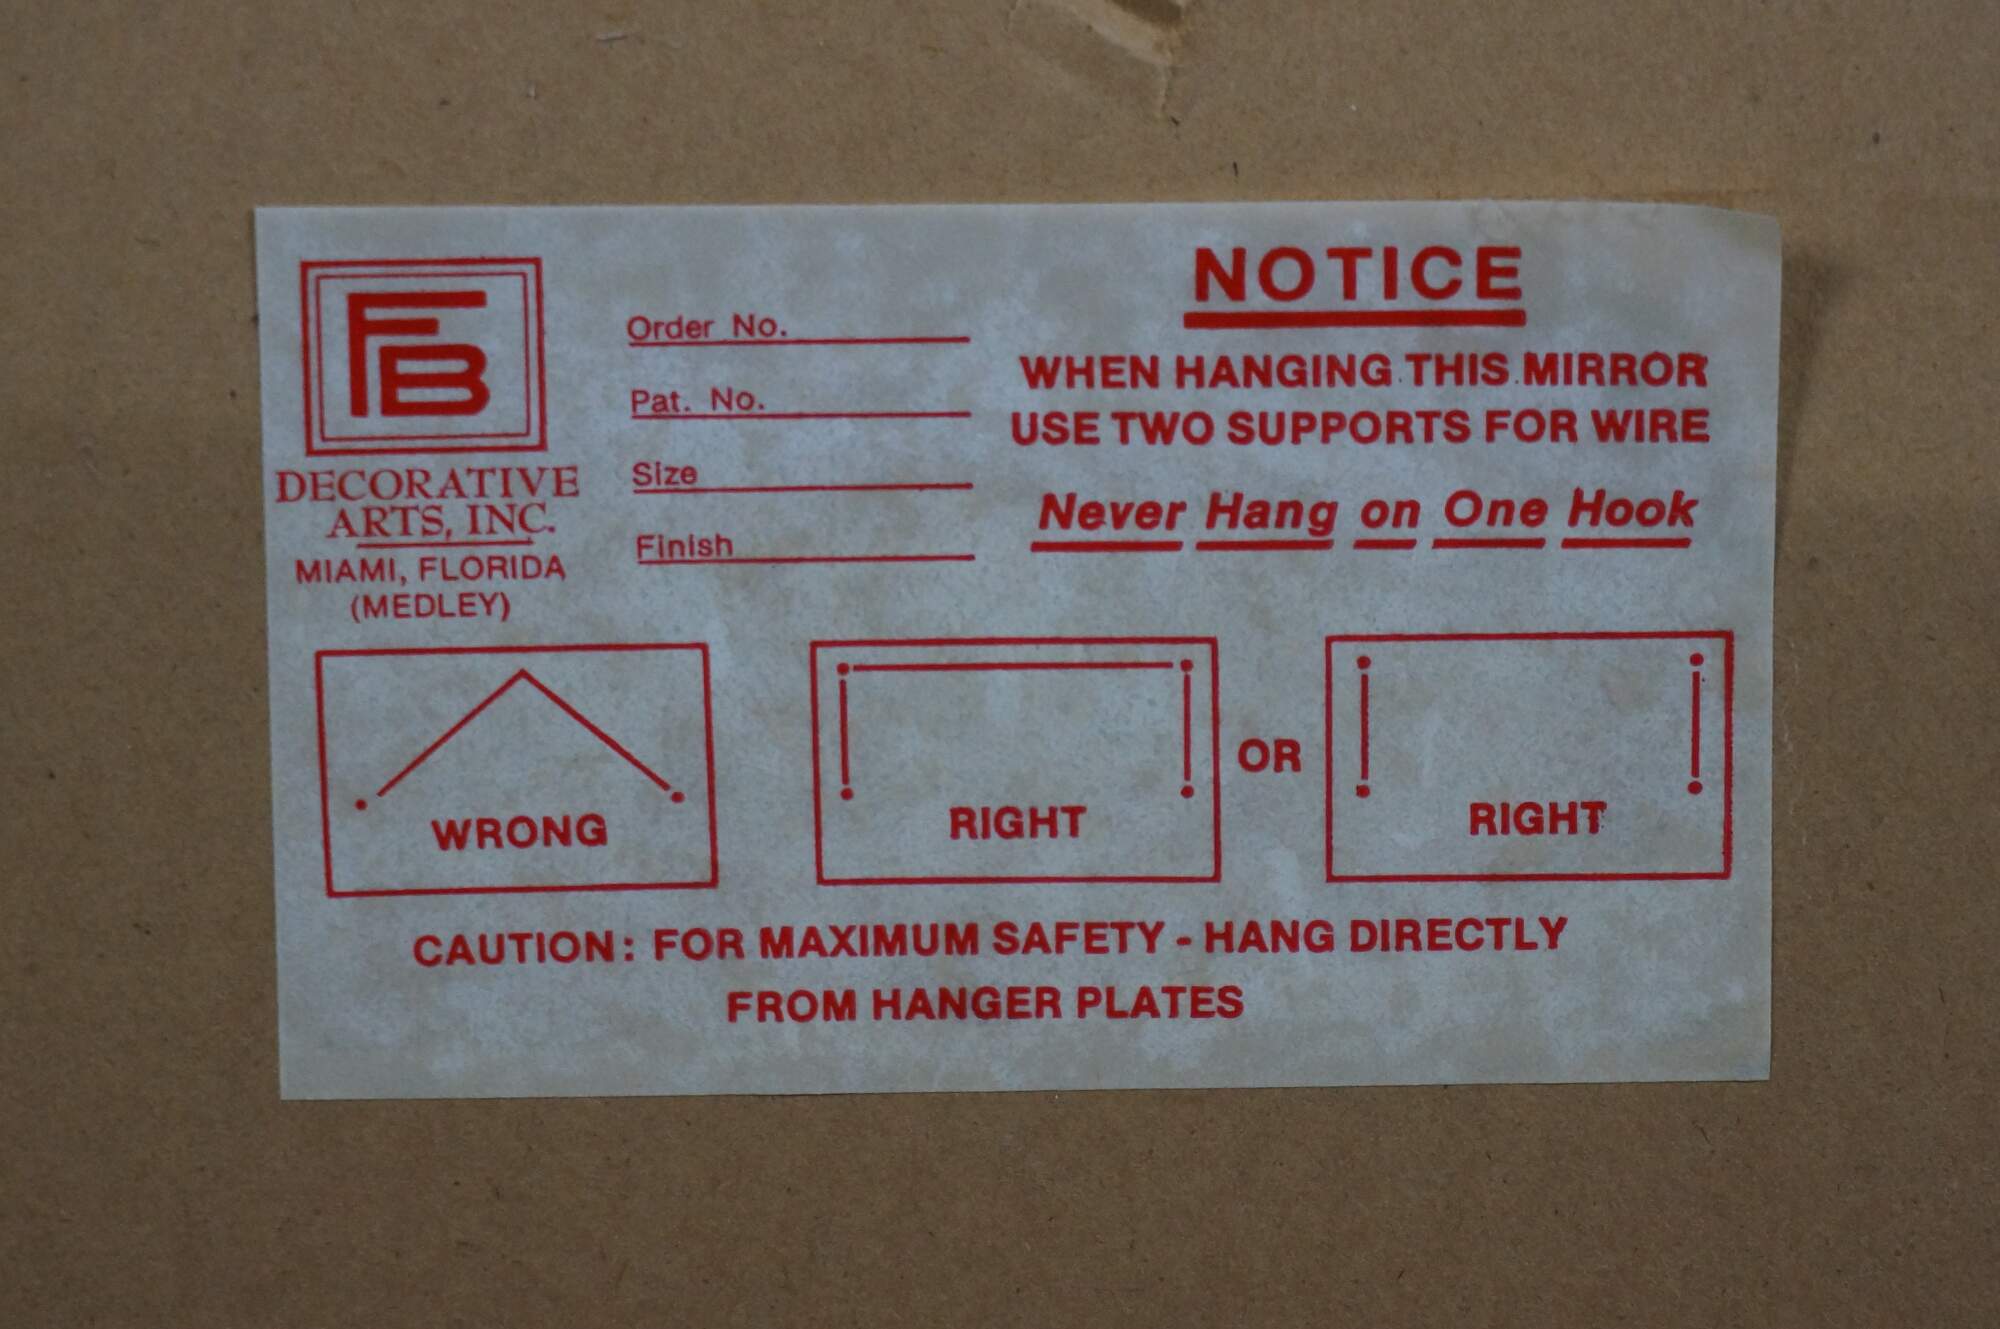 FB
DECORATIVE
ARTS, INC.
MIAMI, FLORIDA
(MEDLEY)
Order No.
Pat. No.
Size
Finish
NOTICE
WHEN HANGING THIS MIRROR
USE TWO SUPPORTS FOR WIRE
Never Hang on One Hook
WRONG
RIGHT
OR
RIGHT
CAUTION: FOR MAXIMUM SAFETY - HANG DIRECTLY
FROM HANGER PLATES